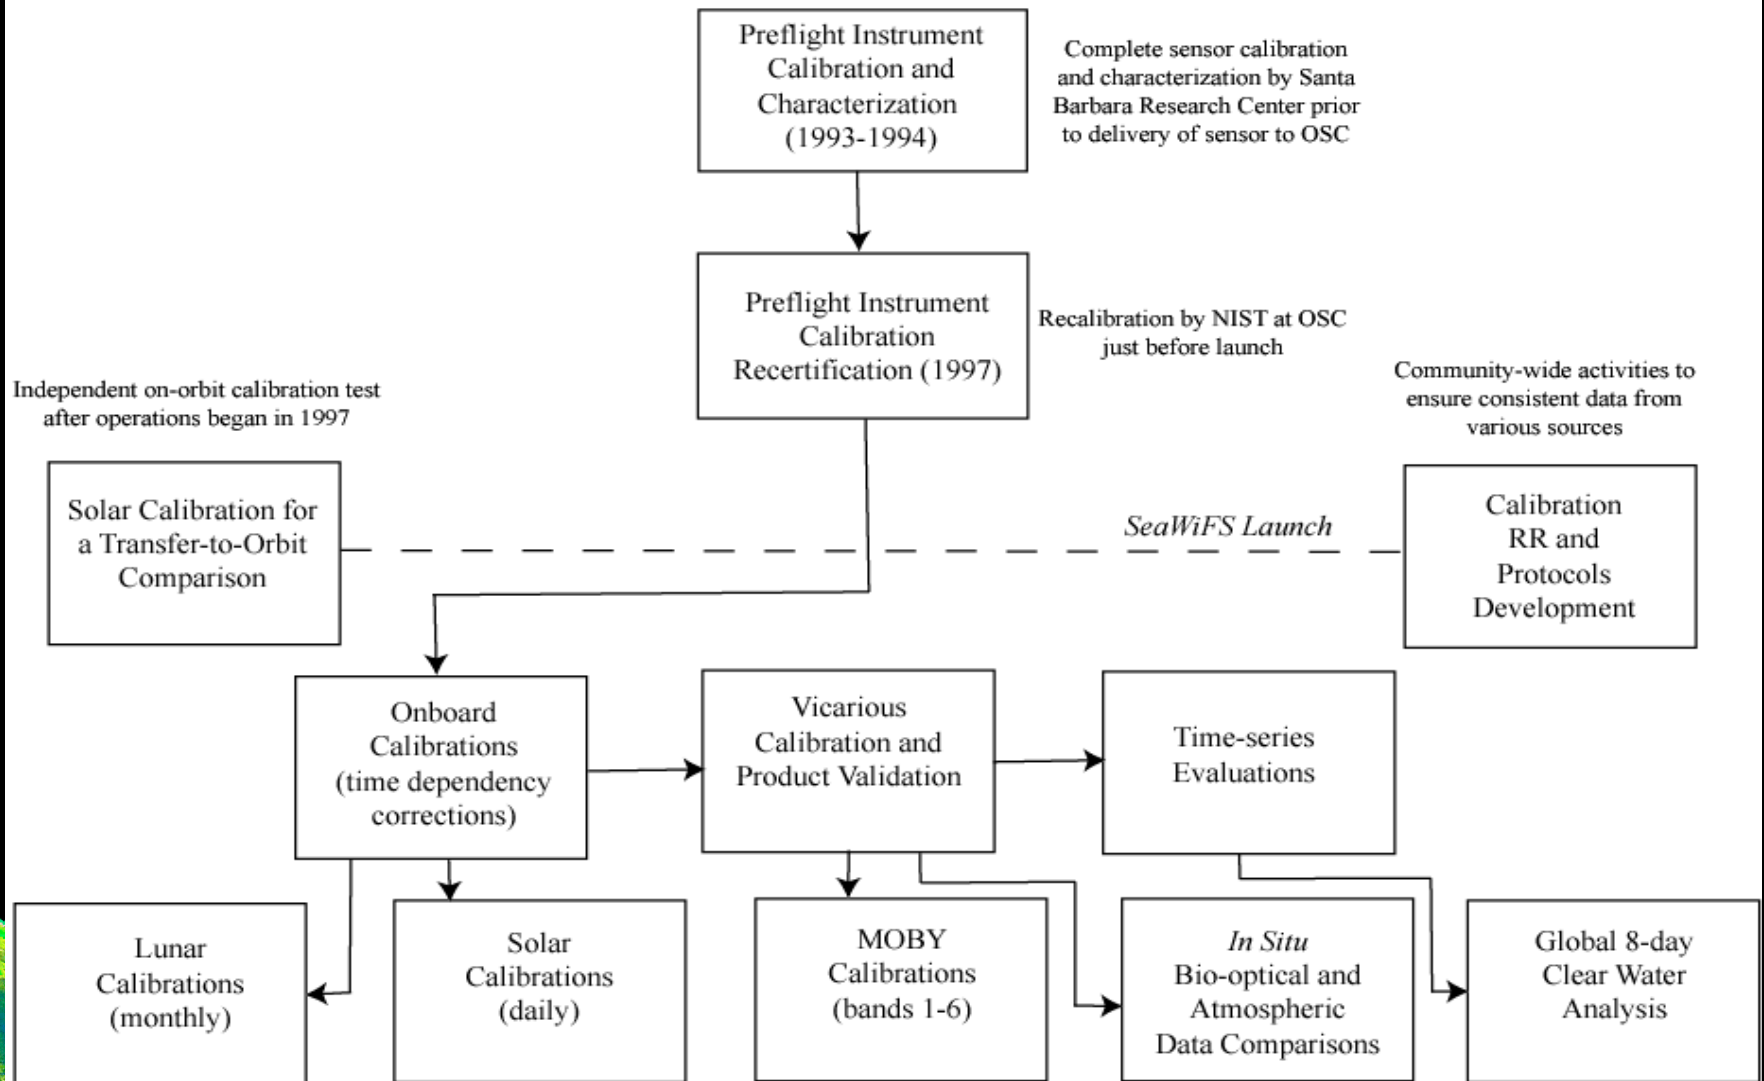 Preflight Instrument
Calibration and
Characterization
(1993-1994)
Complete sensor calibration
and characterization by Santa
Barbara Research Center prior
to delivery of sensor to OSC
Preflight Instrument
Calibration
Recertification (1997)
Recalibration by NIST at OSC
just before launch
Independent on-orbit calibration test
after operations began in 1997
Community-wide activities to
ensure consistent data from
various sources
Solar Calibration for
a Transfer-to-Orbit
Comparison
SeaWiFS Launch
Calibration
RR and
Protocols
Development
Onboard
Calibrations
(time dependency
corrections)
Vicarious
Calibration and
Product Validation
Time-series
Evaluations
Lunar
Calibrations
(monthly)
Solar
Calibrations
(daily)
MOBY
Calibrations
(bands 1-6)
In Situ
Bio-optical and
Atmospheric
Data Comparisons
Global 8-day
Clear Water
Analysis